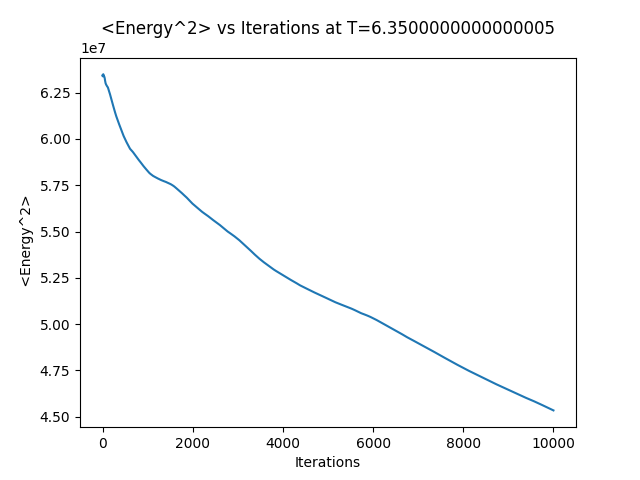 <Energy^2> vs Iterations at T=6.3500000000000005
1e7
6.25
6.00
5.75
5.50
5.25
5.00
4.75
4.50
<Energy^2>
0 2000 4000 6000 8000 10000
Iterations